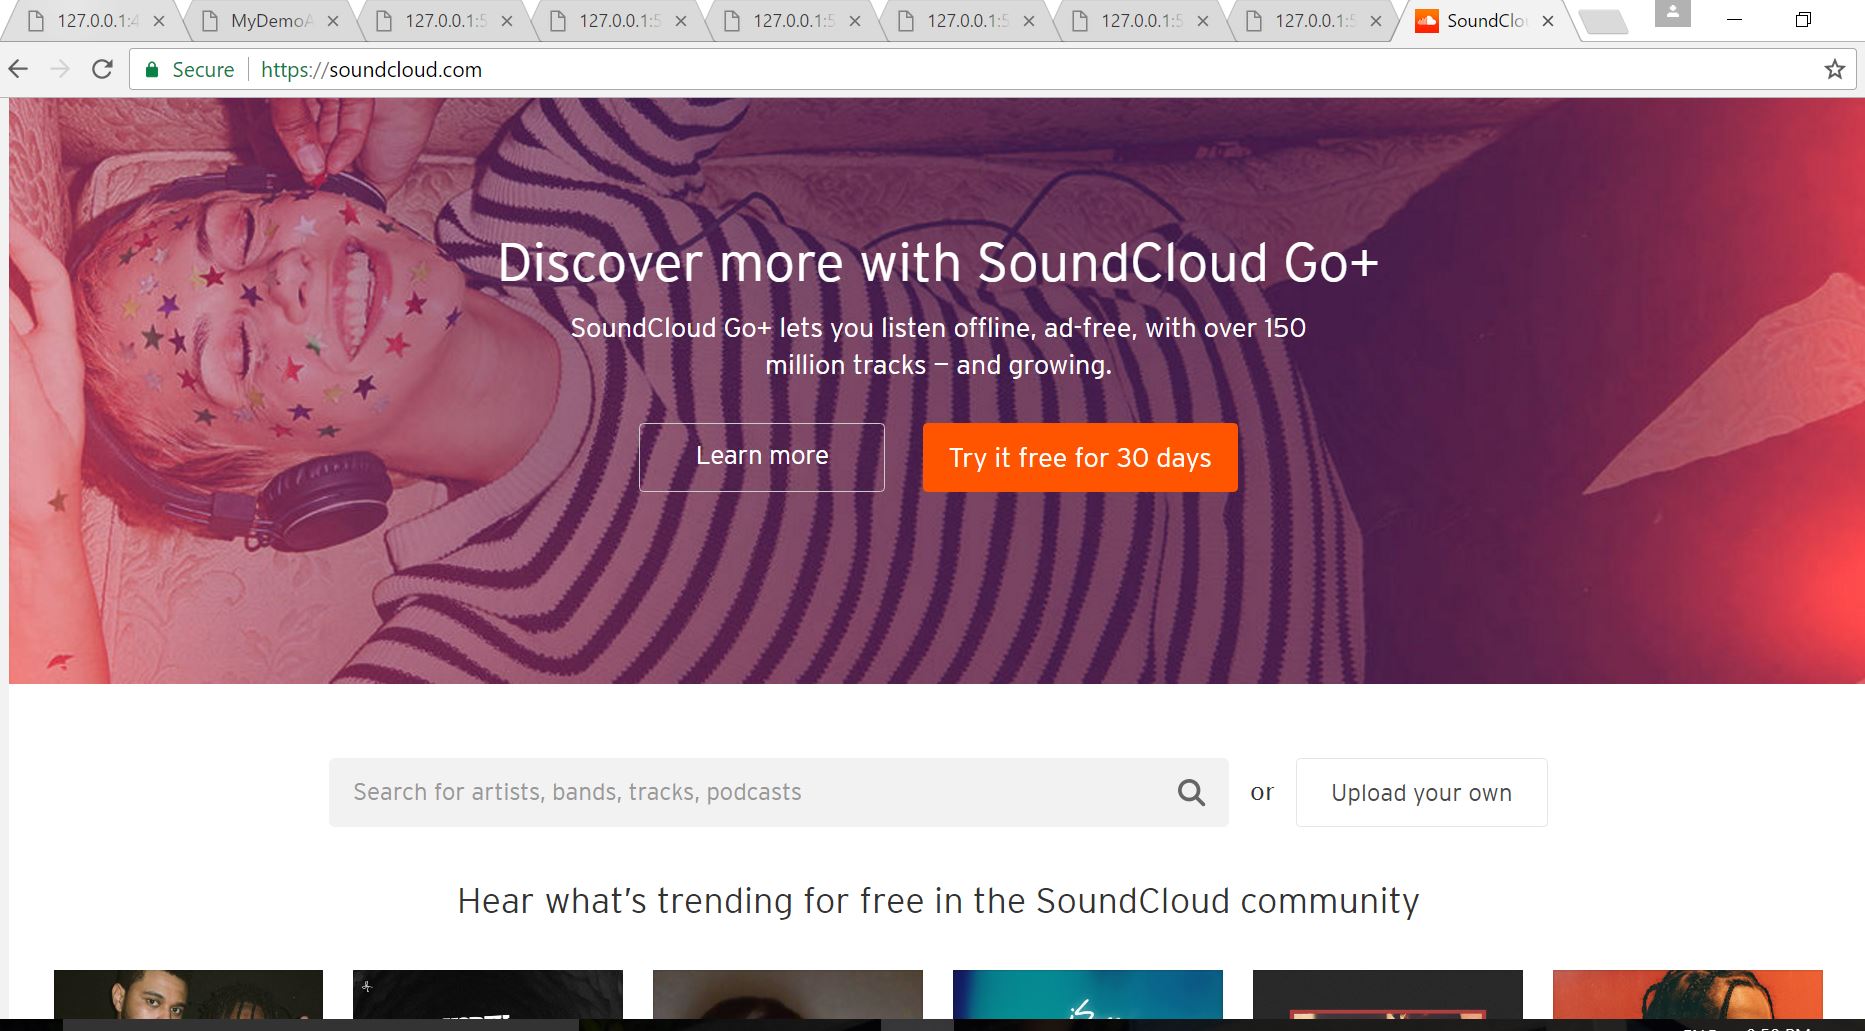 127.0.0.1:4
MyDemoA
127.0.0.1:5
127.0.0.1:5
127.0.0.1:5
127.0.0.1:5
127.0.0.1:5
127.0.0.1:5
SoundClou
Secure
https://soundcloud.com
Discover more with SoundCloud Go+
SoundCloud Go+ lets you listen offline, ad-free, with over 150
million tracks – and growing.
Learn more
Try it free for 30 days
Search for artists, bands, tracks, podcasts
or
Upload your own
Hear what’s trending for free in the SoundCloud community